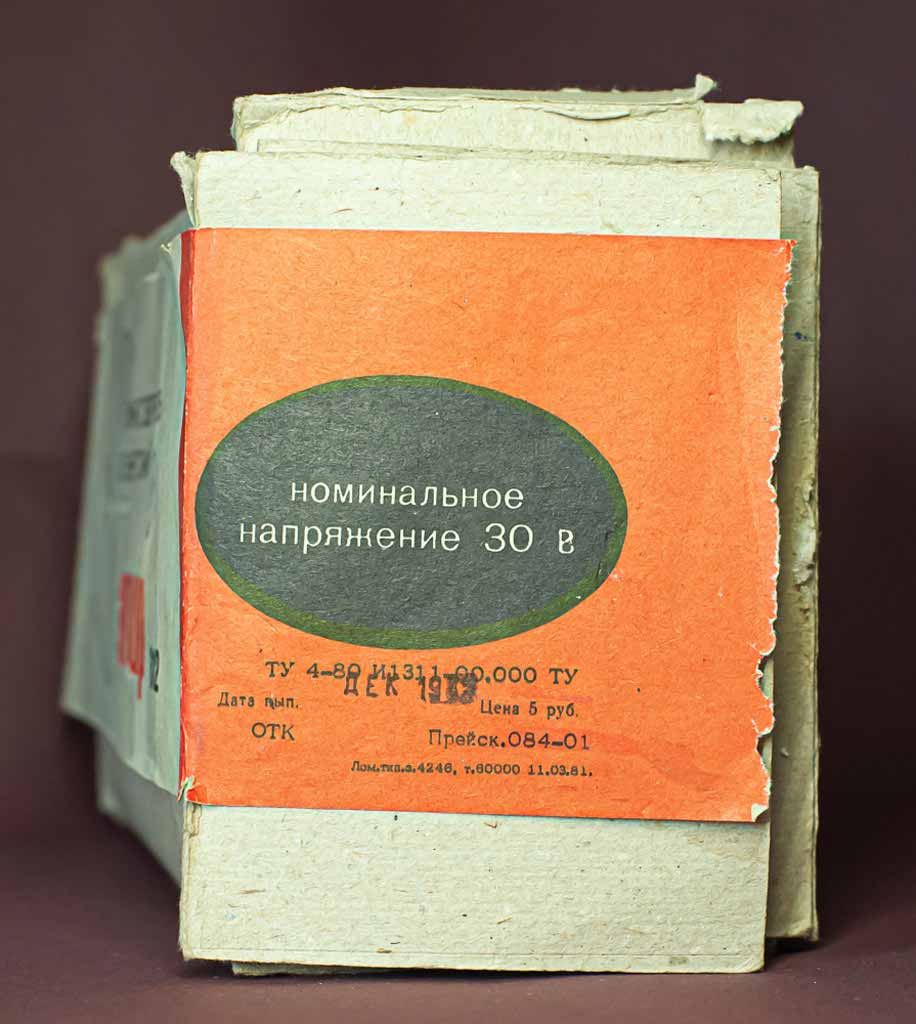 номинальное
напряжение 30 В
ТУ 4-80 И1311.00.000 ТУ
ДЕК
Дата вып.
Цена 5 руб.
ОТК
Прейск.084-01
Лом.тип.з.4246, т.60000 11.03.81.